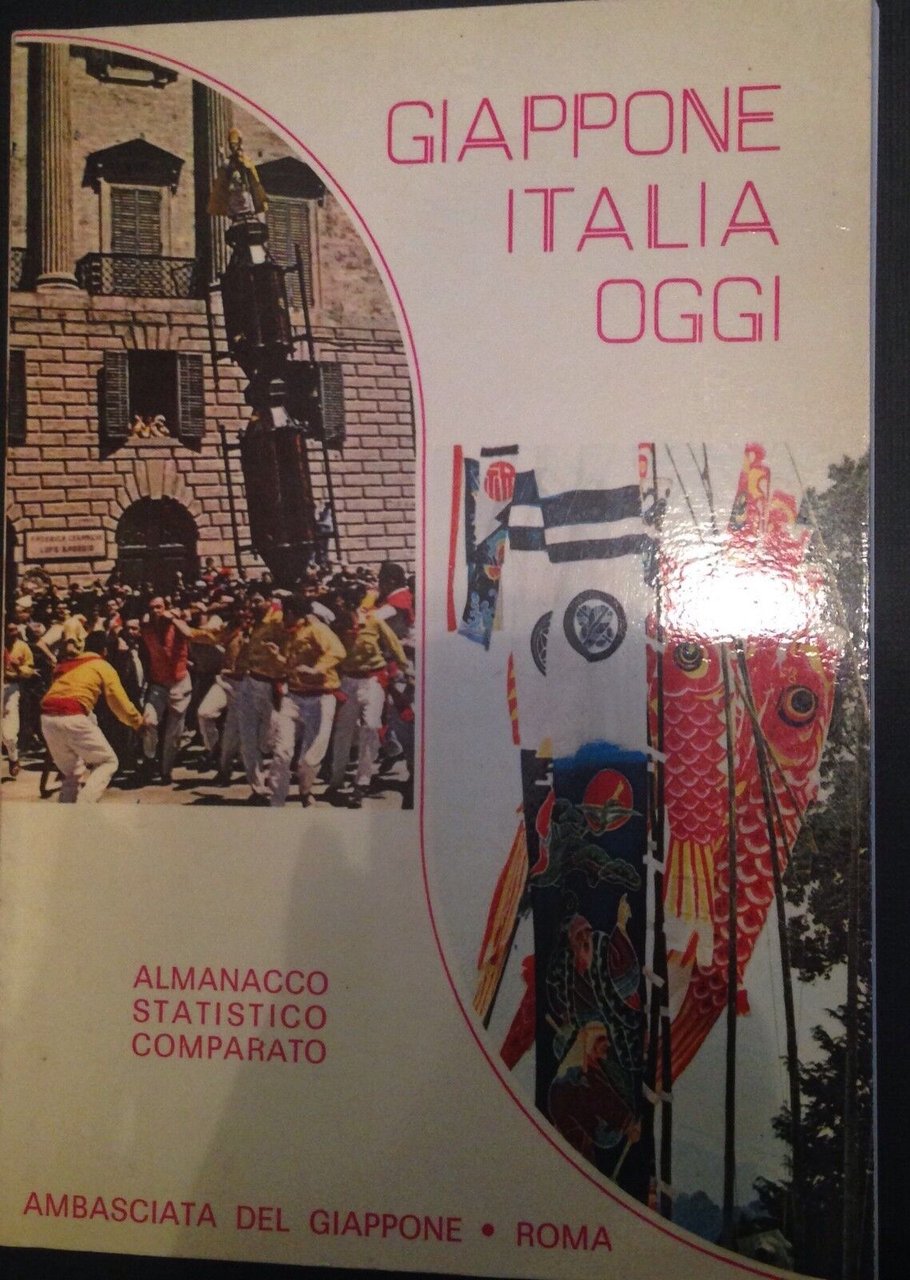 GIAPPONE
ITALIA
OGGI
ALMANACCO
STATISTICO
COMPARATO
AMBASCIATA DEL GIAPPONE • ROMA